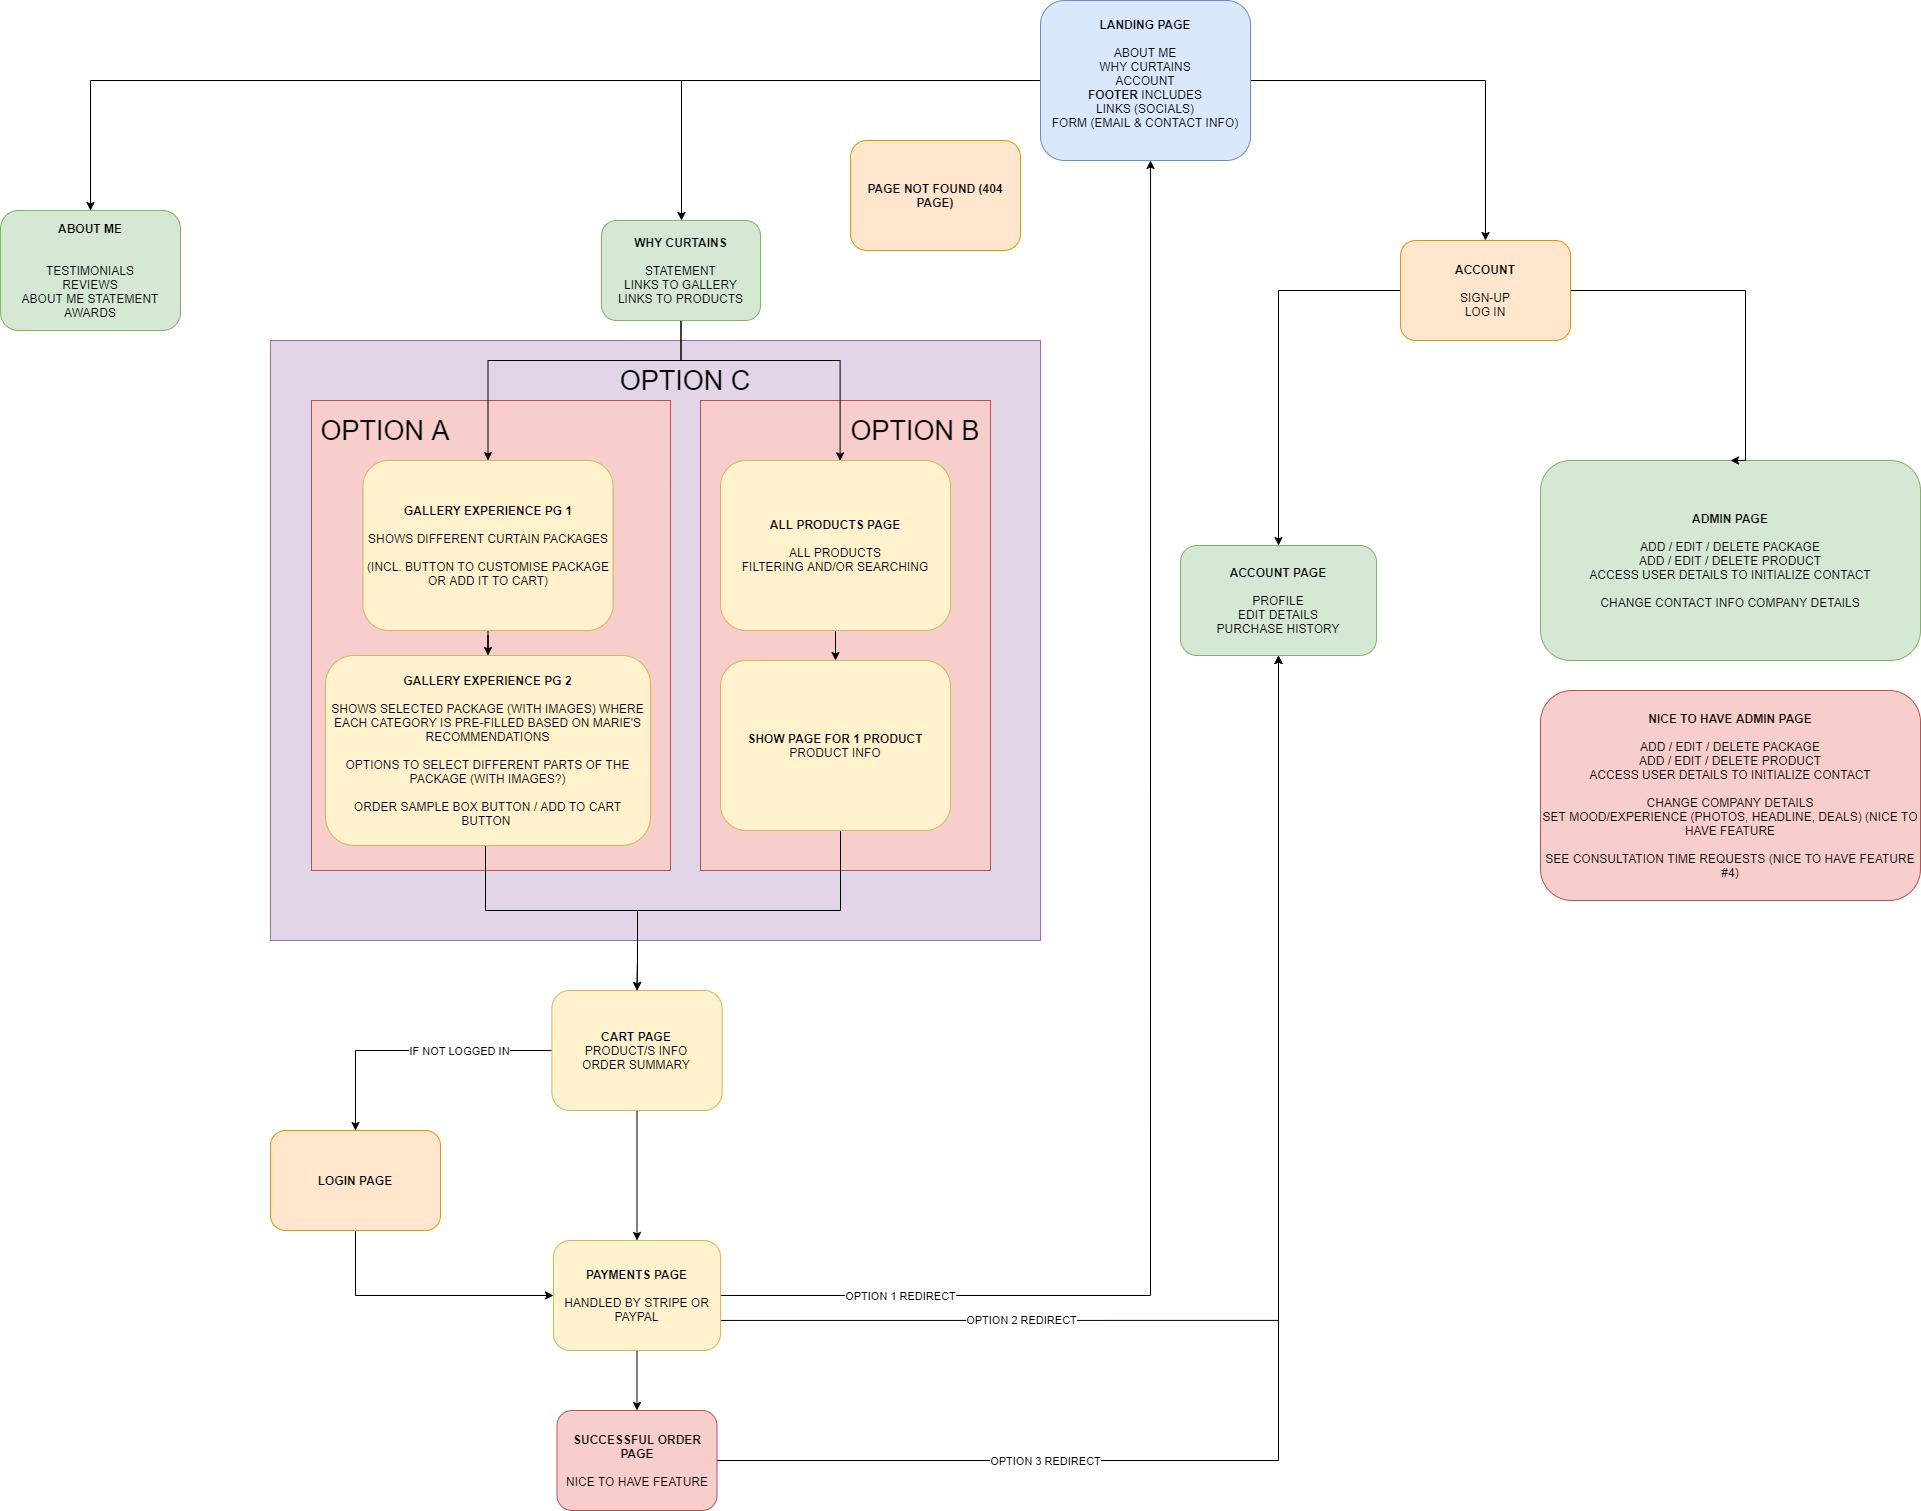 LANDING PAGE
ABOUT ME
WHY CURTAINS
ACCOUNT
FOOTER INCLUDES
LINKS (SOCIALS)
FORM (EMAIL & CONTACT INFO)
PAGE NOT FOUND (404
PAGE)
ABOUT ME
TESTIMONIALS
REVIEWS
ABOUT ME STATEMENT
AWARDS
WHY CURTAINS
STATEMENT
LINKS TO GALLERY
LINKS TO PRODUCTS
ACCOUNT
SIGN-UP
LOG IN
OPTION C
OPTION A
OPTION B
GALLERY EXPERIENCE PG 1
SHOWS DIFFERENT CURTAIN PACKAGES
(INCL. BUTTON TO CUSTOMISE PACKAGE
OR ADD IT TO CART)
ALL PRODUCTS PAGE
ALL PRODUCTS
FILTERING AND/OR SEARCHING
GALLERY EXPERIENCE PG 2
SHOWS SELECTED PACKAGE (WITH IMAGES) WHERE
EACH CATEGORY IS PRE-FILLED BASED ON MARIE'S
RECOMMENDATIONS
OPTIONS TO SELECT DIFFERENT PARTS OF THE
PACKAGE (WITH IMAGES?)
ORDER SAMPLE BOX BUTTON / ADD TO CART
BUTTON
SHOW PAGE FOR 1 PRODUCT
PRODUCT INFO
ACCOUNT PAGE
PROFILE
EDIT DETAILS
PURCHASE HISTORY
ADMIN PAGE
ADD / EDIT / DELETE PACKAGE
ADD / EDIT / DELETE PRODUCT
ACCESS USER DETAILS TO INITIALIZE CONTACT
CHANGE CONTACT INFO COMPANY DETAILS
NICE TO HAVE ADMIN PAGE
ADD / EDIT / DELETE PACKAGE
ADD / EDIT / DELETE PRODUCT
ACCESS USER DETAILS TO INITIALIZE CONTACT
CHANGE COMPANY DETAILS
SET MOOD/EXPERIENCE (PHOTOS, HEADLINE, DEALS) (NICE TO
HAVE FEATURE
SEE CONSULTATION TIME REQUESTS (NICE TO HAVE FEATURE
#4)
CART PAGE
PRODUCT/S INFO
ORDER SUMMARY
IF NOT LOGGED IN
LOGIN PAGE
PAYMENTS PAGE
HANDLED BY STRIPE OR
PAYPAL
OPTION 1 REDIRECT
OPTION 2 REDIRECT
SUCCESSFUL ORDER
PAGE
NICE TO HAVE FEATURE
OPTION 3 REDIRECT